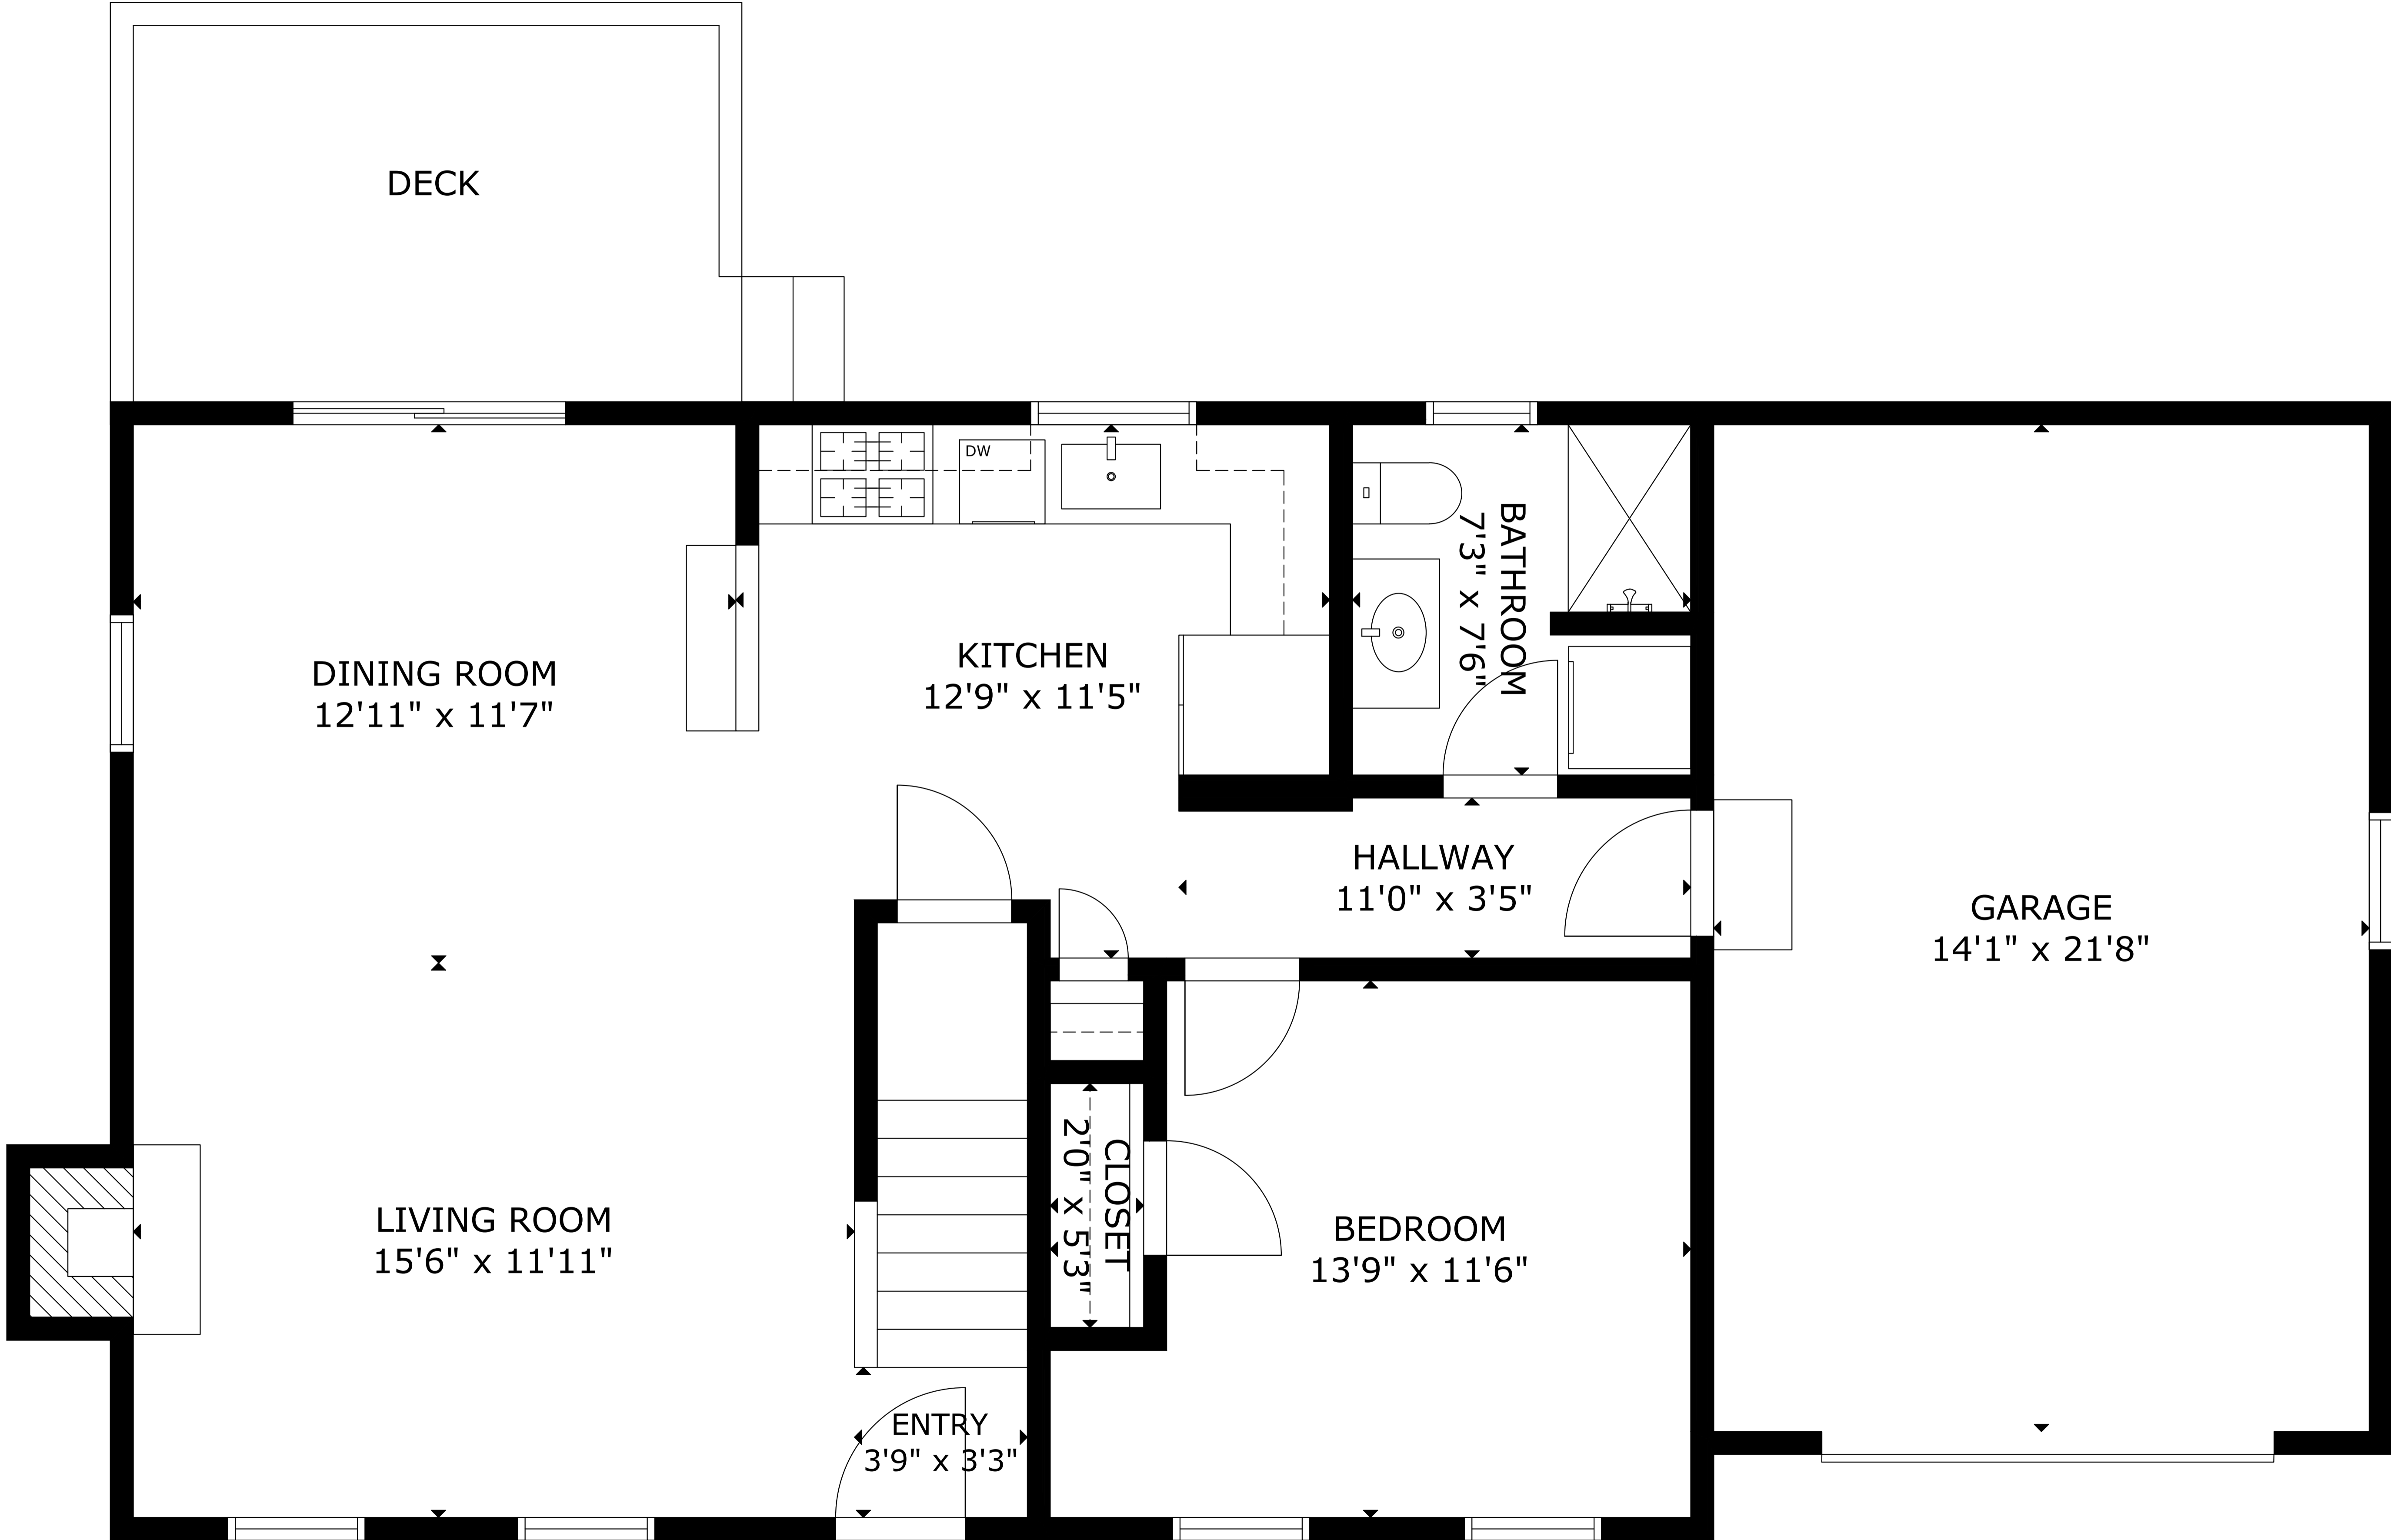 DECK
DW
BATHROOM
7'3" x 7'6"
DINING ROOM
12'11" x 11'7"
KITCHEN
12'9" x 11'5"
HALLWAY
11'0" x 3'5"
GARAGE
14'1" x 21'8"
LIVING ROOM
15'6" x 11'11"
CLOSET
2'0" x 5'3"
BEDROOM
13'9" x 11'6"
ENTRY
3'9" x 3'3"